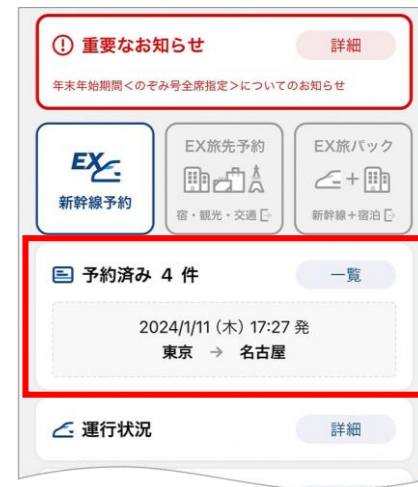 重要なお知らせ
詳細
年末年始期間<のぞみ号全席指定>についてのお知らせ
EX
新幹線予約
EX旅先予約
宿・観光・交通
EX旅パック
新幹線+宿泊
予約済み 4 件
一覧
2024/1/11 (木) 17:27 発
東京 → 名古屋
運行状況
詳細